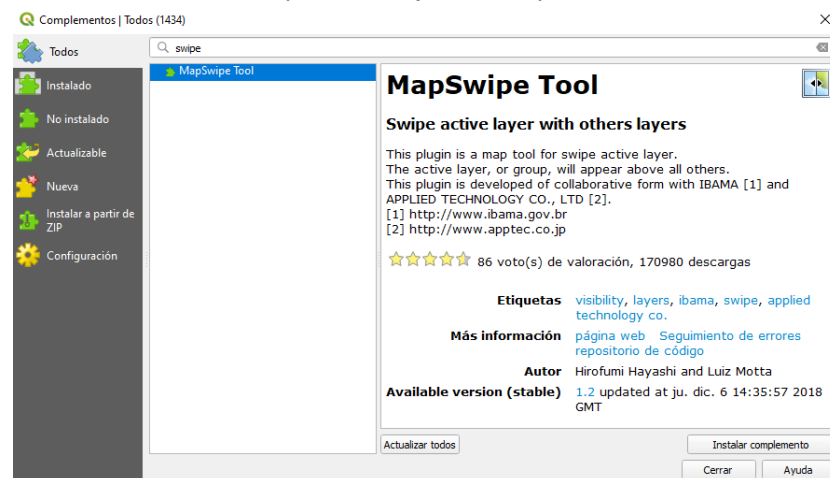 Complementos | Todos (1434)
Todos
swipe
Instalado
No instalado
Actualizable
Nueva
Instalar a partir de
ZIP
Configuración
MapSwipe Tool
MapSwipe Tool
Swipe active layer with others layers
This plugin is a map tool for swipe active layer.
The active layer, or group, will appear above all others.
This plugin is developed of collaborative form with IBAMA [1] and
APPLIED TECHNOLOGY CO., LTD [2].
[1] http://www.ibama.gov.br
[2] http://www.apptec.co.jp
86 voto(s) de valoración, 170980 descargas
Etiquetas visibility, layers, ibama, swipe, applied
technology co.
Más información página web Seguimiento de errores
repositorio de código
Autor Hirofumi Hayashi and Luiz Motta
Available version (stable) 1.2 updated at ju. dic. 6 14:35:57 2018
GMT
Actualizar todos Instalar complemento
Cerrar Ayuda